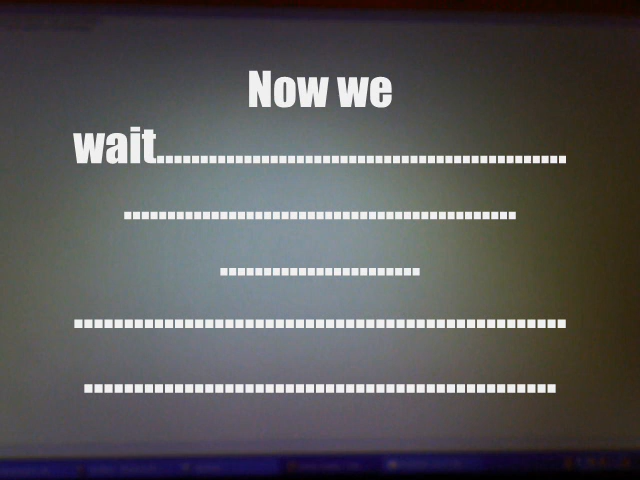 Now we
wait...............................................
.............................................
.......................
.................................................
...............................................